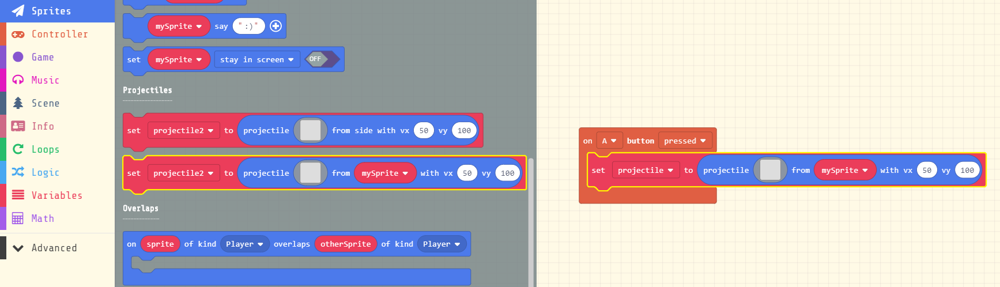 Sprites
Controller
Game
Music
Scene
Info
Loops
Logic
Variables
Math
Advanced
mySprite say ":)"
set mySprite stay in screen OFF
Projectiles
set projectile2 to projectile from side with vx 50 vy 100
set projectile2 to projectile from mySprite with vx 50 vy 100
Overlaps
on sprite of kind Player overlaps otherSprite of kind Player
on A button pressed
set projectile to projectile from mySprite with vx 50 vy 100